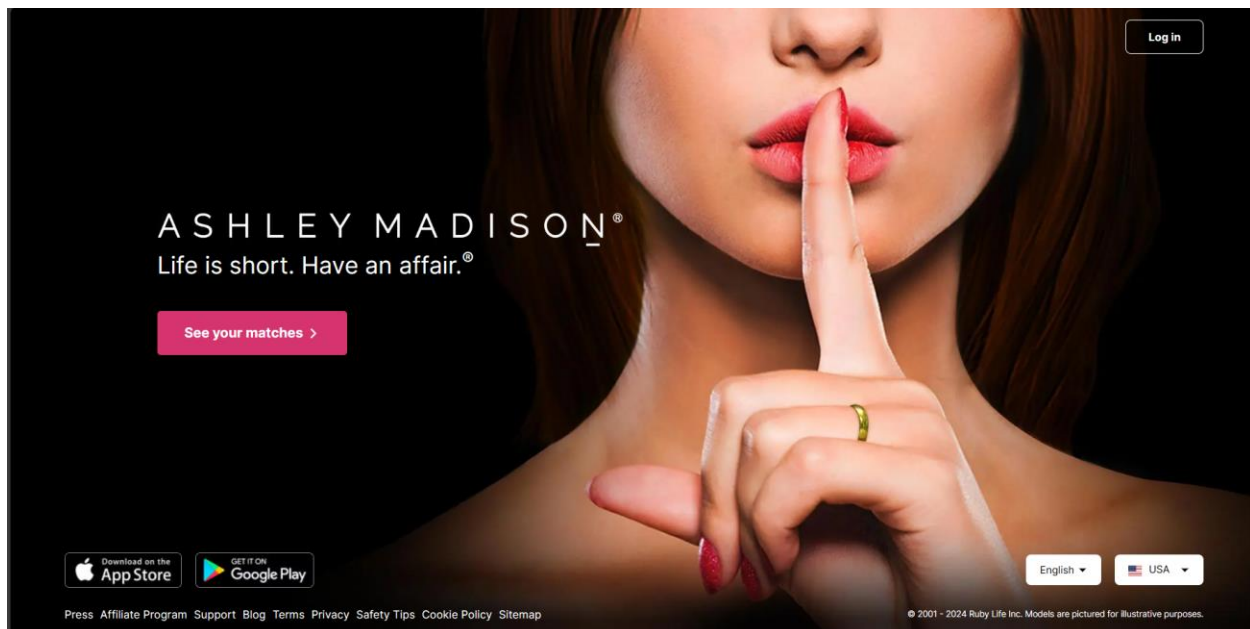 Log in
ASHLEY MADISON®
Life is short. Have an affair.®
See your matches >
Download on the
App Store
GET IT ON
Google Play
English
USA
Press Affiliate Program Support Blog Terms Privacy Safety Tips Cookie Policy Sitemap
© 2001 - 2024 Ruby Life Inc. Models are pictured for illustrative purposes.